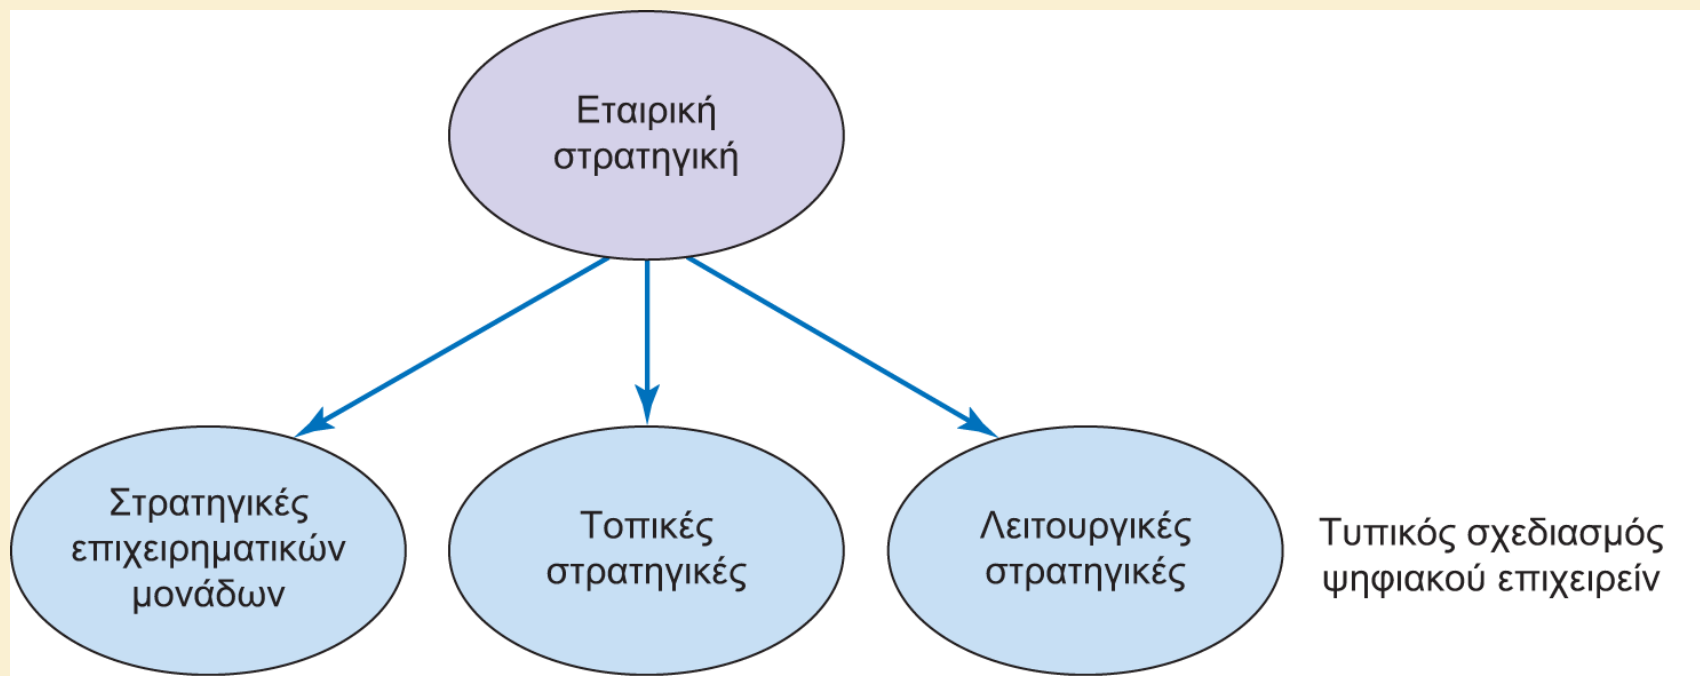 Εταιρική
στρατηγική
Στρατηγικές
επιχειρηματικών
μονάδων
Τοπικές
στρατηγικές
Λειτουργικές
στρατηγικές
Τυπικός σχεδιασμός
ψηφιακού επιχειρείν